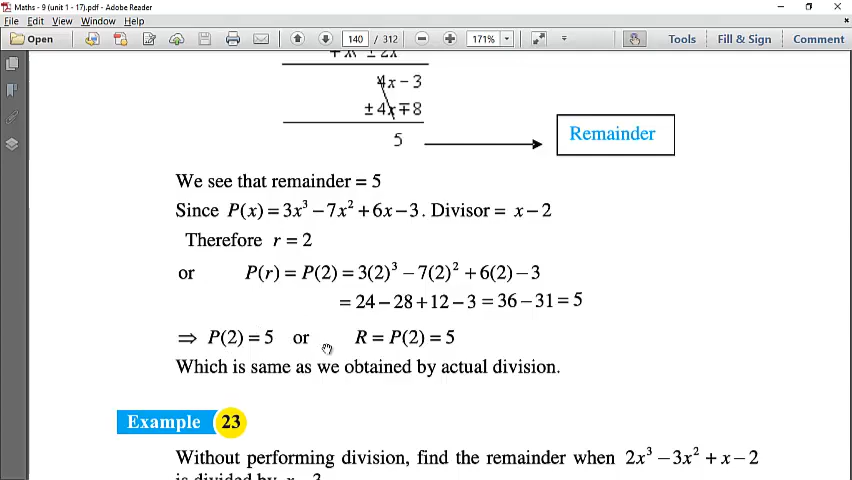 Maths - 9 (unit 1 - 17).pdf - Adobe Reader
File Edit View Window Help
Open 140 / 312 171% Tools Fill & Sign Comment
4x − 3
± 4x ∓ 8
5
Remainder
We see that remainder = 5
Since P(x) = 3x³ − 7x² + 6x − 3. Divisor = x − 2
Therefore r = 2
or P(r) = P(2) = 3(2)³ − 7(2)² + 6(2) − 3
= 24 − 28 + 12 − 3 = 36 − 31 = 5
⇒ P(2) = 5 or R = P(2) = 5
Which is same as we obtained by actual division.
Example 23
Without performing division, find the remainder when 2x³ − 3x² + x − 2
is divided by x − 3